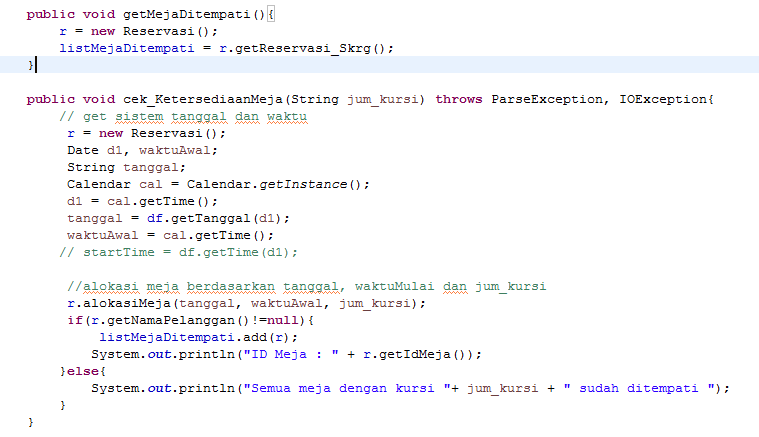 public void getMejaDitempati(){
    r = new Reservasi();
    listMejaDitempati = r.getReservasi_Skrg();
}
public void cek_KetersediaanMeja(String jum_kursi) throws ParseException, IOException{
    // get sistem tanggal dan waktu
     r = new Reservasi();
     Date d1, waktuAwal;
     String tanggal;
     Calendar cal = Calendar.getInstance();
     d1 = cal.getTime();
     tanggal = df.getTanggal(d1);
     waktuAwal = cal.getTime();
    // startTime = df.getTime(d1);
     //alokasi meja berdasarkan tanggal, waktuMulai dan jum_kursi
     r.alokasiMeja(tanggal, waktuAwal, jum_kursi);
     if(r.getNamaPelanggan()!=null){
         listMejaDitempati.add(r);
        System.out.println("ID Meja : " + r.getIdMeja());
    }else{
        System.out.println("Semua meja dengan kursi "+ jum_kursi + " sudah ditempati ");
    }
}